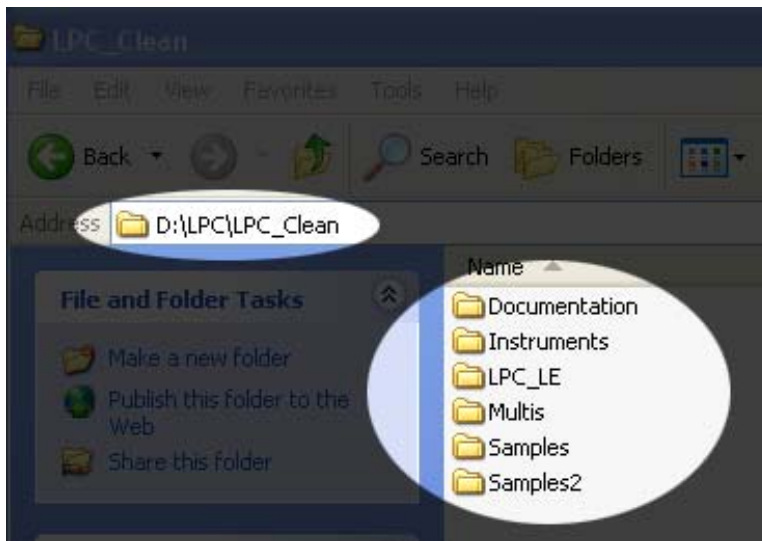 LPC_Clean
File Edit View Favorites Tools Help
Back Search Folders
Address D:\LPC\LPC_Clean
File and Folder Tasks
Make a new folder
Publish this folder to the
Web
Share this folder
Name
Documentation
Instruments
LPC_LE
Multis
Samples
Samples2